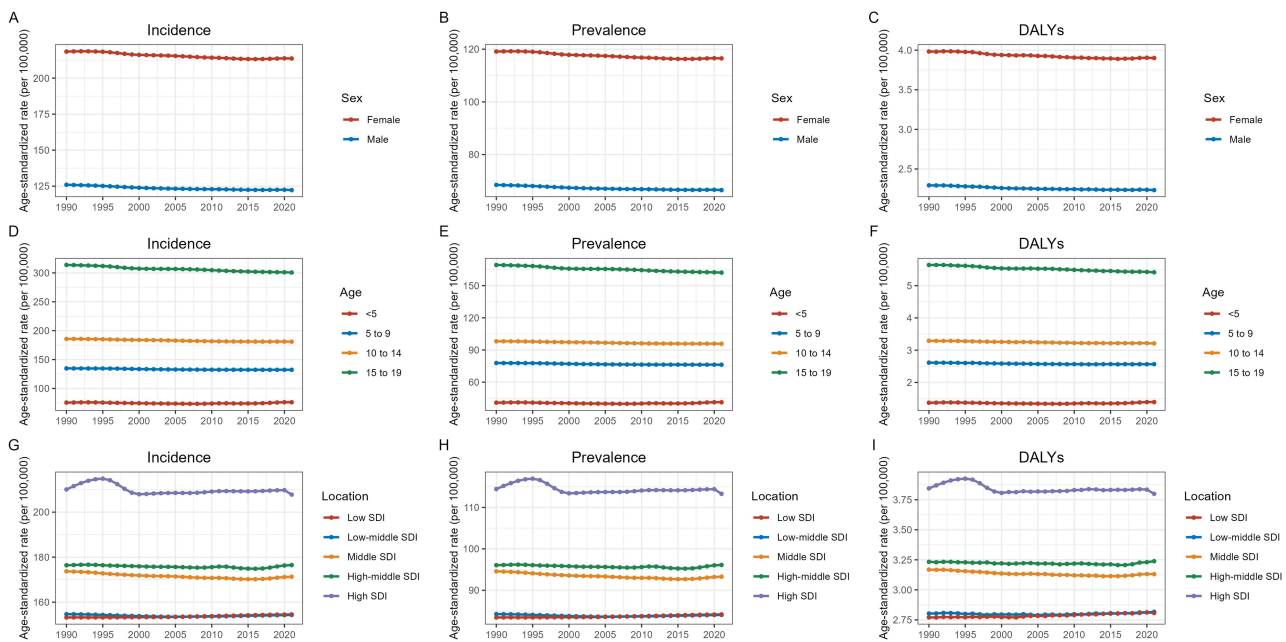 A
Incidence
Age-standardized rate (per 100,000)
200
175
150
125
1990 1995 2000 2005 2010 2015 2020
Sex
Female
Male
B
Prevalence
Age-standardized rate (per 100,000)
120
100
80
1990 1995 2000 2005 2010 2015 2020
Sex
Female
Male
C
DALYs
Age-standardized rate (per 100,000)
4.0
3.5
3.0
2.5
1990 1995 2000 2005 2010 2015 2020
Sex
Female
Male
D
Incidence
Age-standardized rate (per 100,000)
300
250
200
150
100
1990 1995 2000 2005 2010 2015 2020
Age
<5
5 to 9
10 to 14
15 to 19
E
Prevalence
Age-standardized rate (per 100,000)
150
120
90
60
1990 1995 2000 2005 2010 2015 2020
Age
<5
5 to 9
10 to 14
15 to 19
F
DALYs
Age-standardized rate (per 100,000)
5
4
3
2
1990 1995 2000 2005 2010 2015 2020
Age
<5
5 to 9
10 to 14
15 to 19
G
Incidence
Age-standardized rate (per 100,000)
200
180
160
1990 1995 2000 2005 2010 2015 2020
Location
Low SDI
Low-middle SDI
Middle SDI
High-middle SDI
High SDI
H
Prevalence
Age-standardized rate (per 100,000)
110
100
90
1990 1995 2000 2005 2010 2015 2020
Location
Low SDI
Low-middle SDI
Middle SDI
High-middle SDI
High SDI
I
DALYs
Age-standardized rate (per 100,000)
3.75
3.50
3.25
3.00
2.75
1990 1995 2000 2005 2010 2015 2020
Location
Low SDI
Low-middle SDI
Middle SDI
High-middle SDI
High SDI